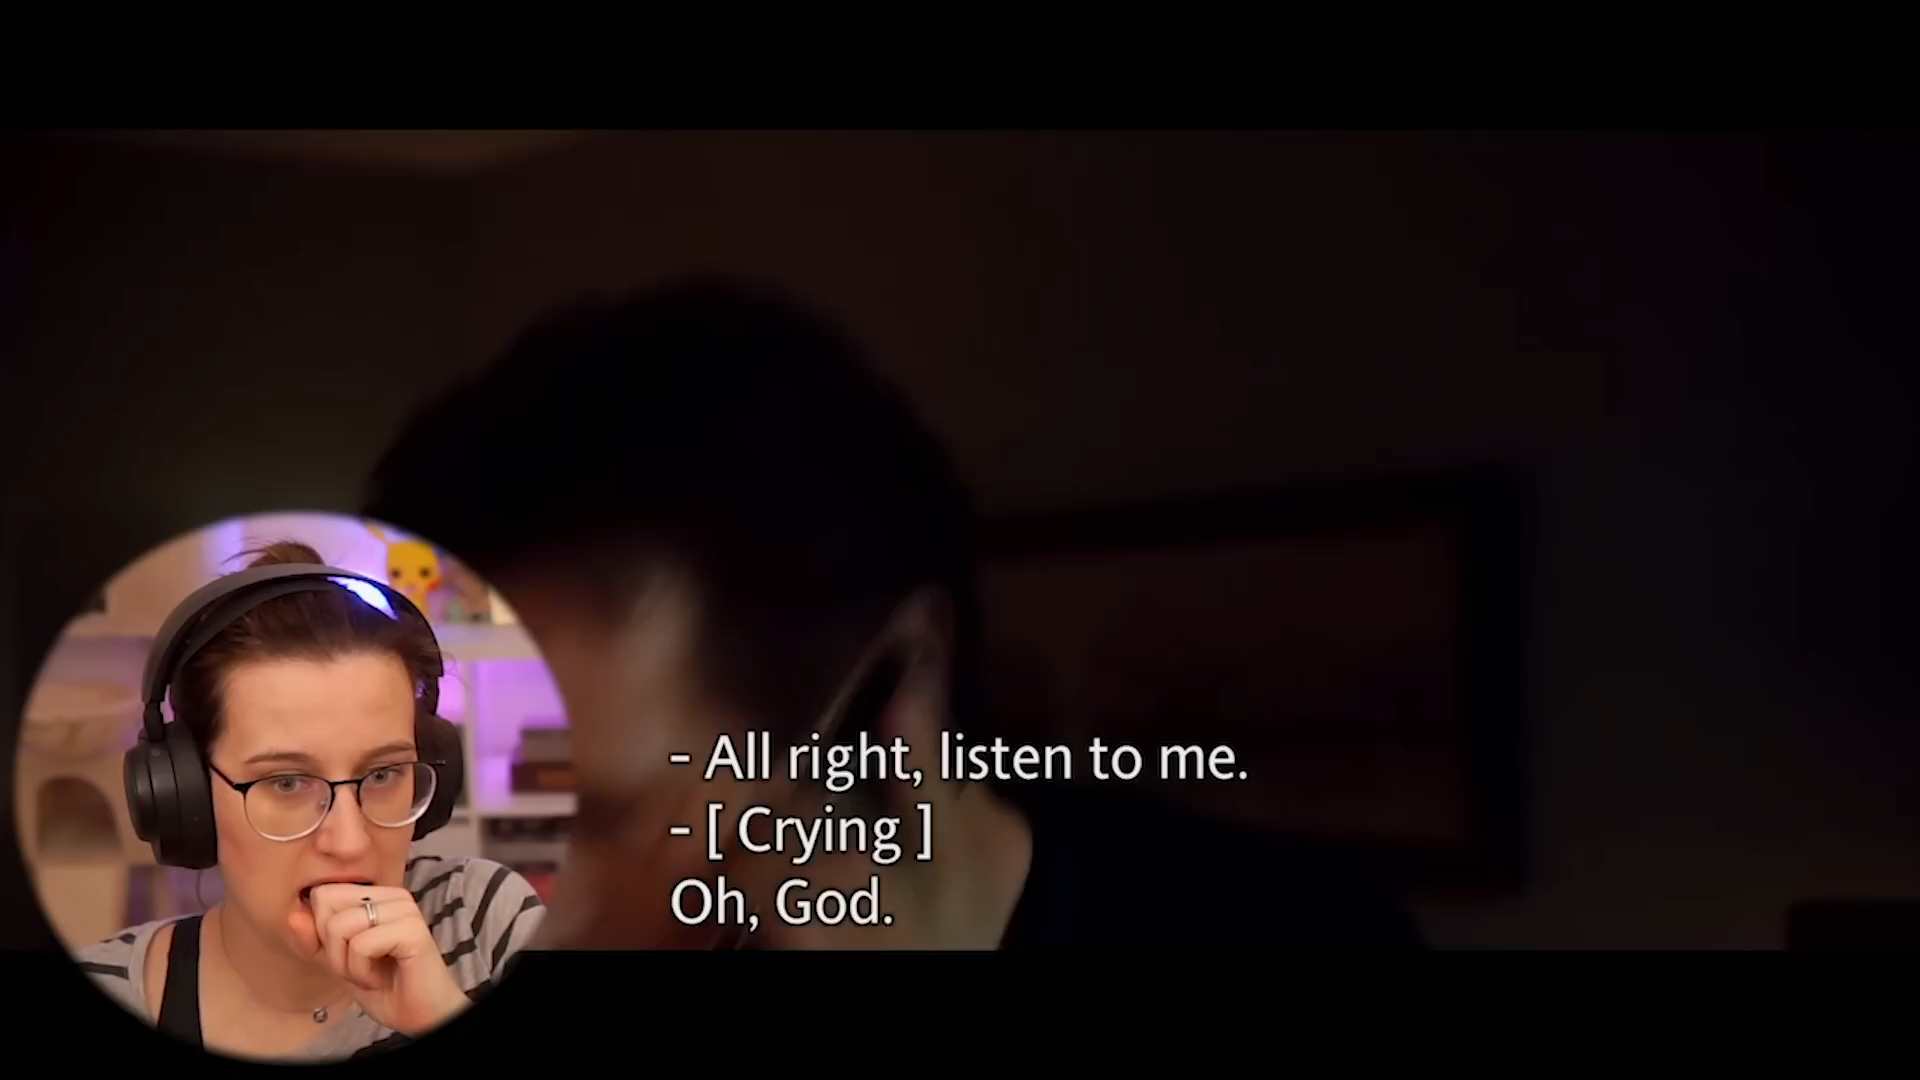 - All right, listen to me.
- [ Crying ]
Oh, God.